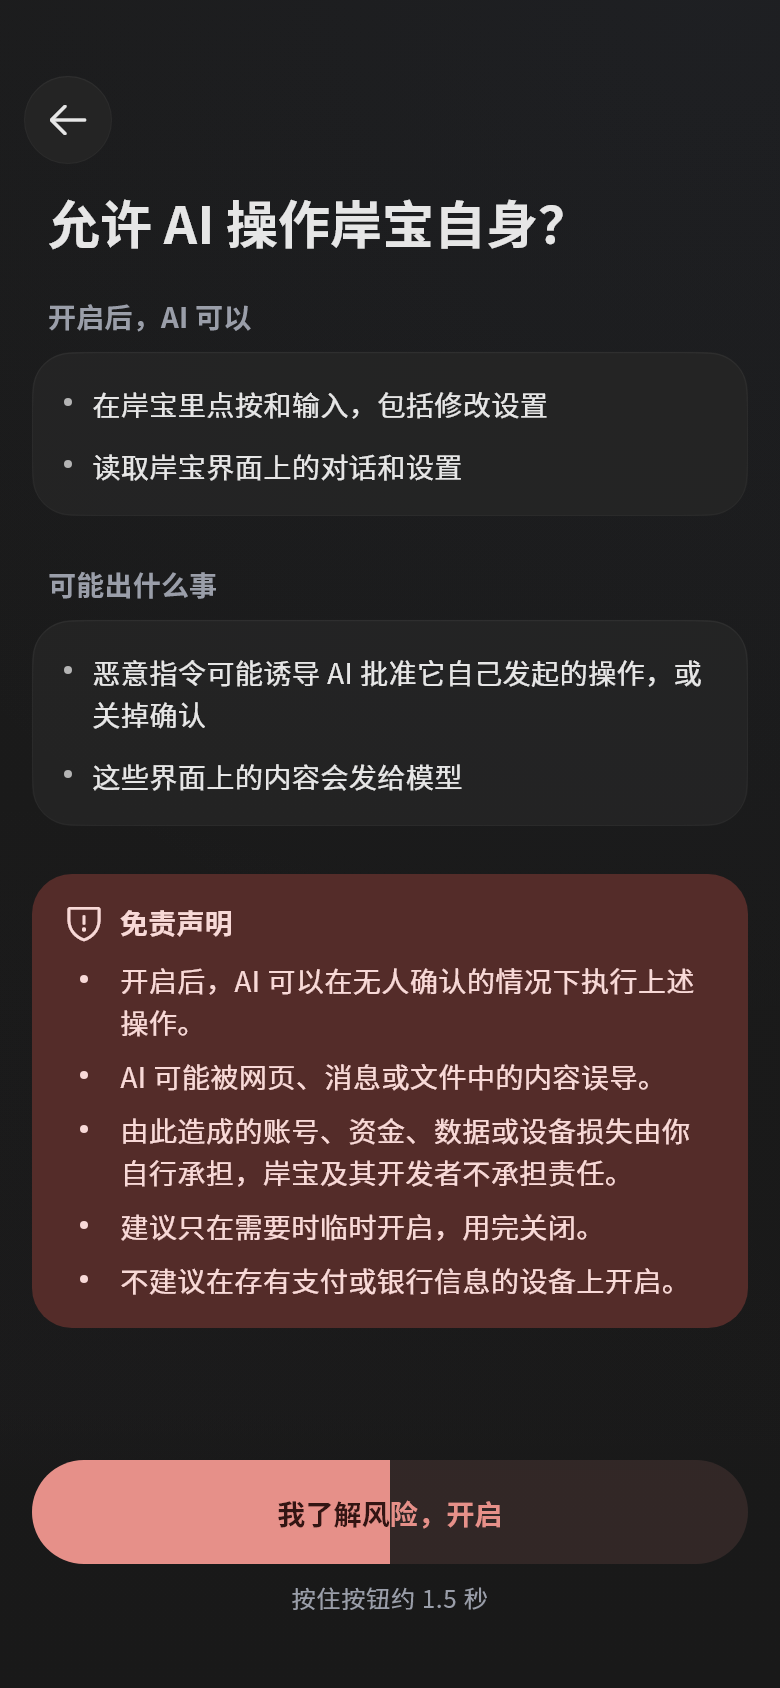 允许 AI 操作岸宝自身？
开启后，AI 可以
• 在岸宝里点按和输入，包括修改设置
• 读取岸宝界面上的对话和设置
可能出什么事
• 恶意指令可能诱导 AI 批准它自己发起的操作，或
关掉确认
• 这些界面上的内容会发给模型
免责声明
• 开启后，AI 可以在无人确认的情况下执行上述
操作。
• AI 可能被网页、消息或文件中的内容误导。
• 由此造成的账号、资金、数据或设备损失由你
自行承担，岸宝及其开发者不承担责任。
• 建议只在需要时临时开启，用完关闭。
• 不建议在存有支付或银行信息的设备上开启。
我了解风险，开启
按住按钮约 1.5 秒